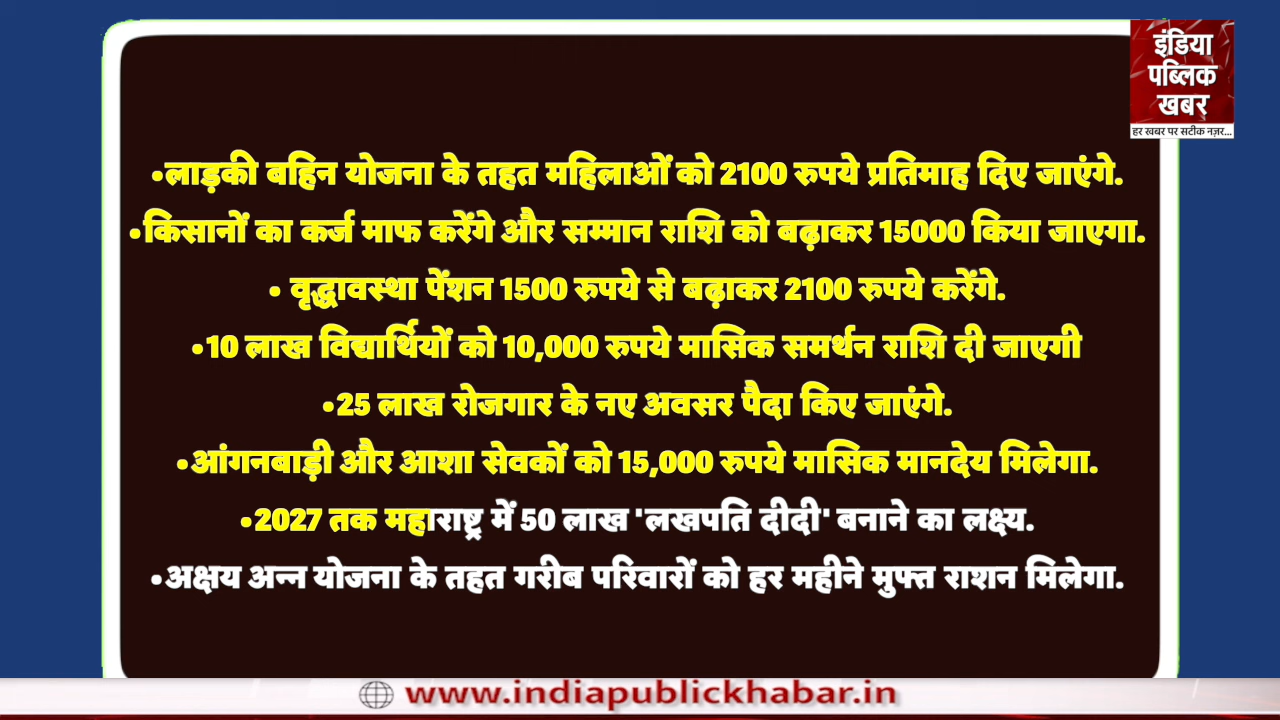 इंडिया
पब्लिक
खबर
हर खबर पर सटीक नज़र...
•लाड़की बहिन योजना के तहत महिलाओं को 2100 रुपये प्रतिमाह दिए जाएंगे.
•किसानों का कर्ज माफ करेंगे और सम्मान राशि को बढ़ाकर 15000 किया जाएगा.
• वृद्धावस्था पेंशन 1500 रुपये से बढ़ाकर 2100 रुपये करेंगे.
•10 लाख विद्यार्थियों को 10,000 रुपये मासिक समर्थन राशि दी जाएगी
•25 लाख रोजगार के नए अवसर पैदा किए जाएंगे.
•आंगनबाड़ी और आशा सेवकों को 15,000 रुपये मासिक मानदेय मिलेगा.
•2027 तक महाराष्ट्र में 50 लाख 'लखपति दीदी' बनाने का लक्ष्य.
•अक्षय अन्न योजना के तहत गरीब परिवारों को हर महीने मुफ्त राशन मिलेगा.
www.indiapublickhabar.in